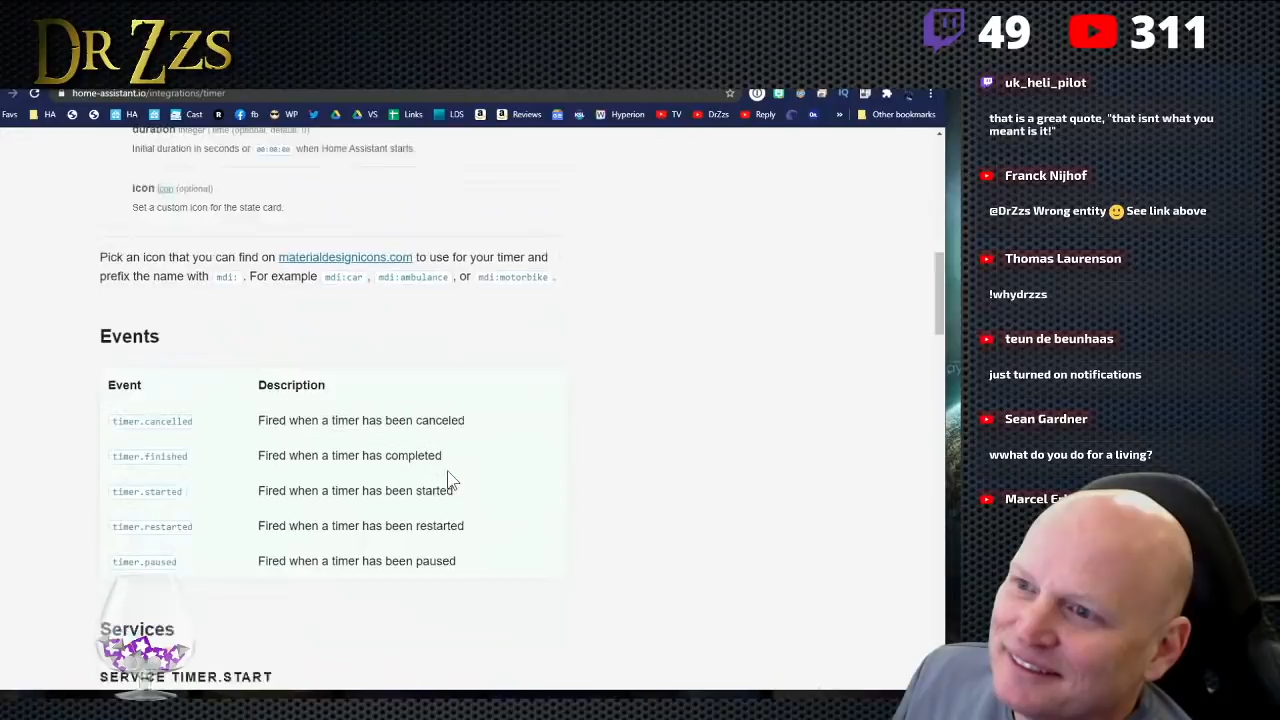 DR ZZS
49
311
home-assistant.io/integrations/timer
Favs HA HA Cast fb WP VS Links LDS Reviews Hyperion TV DrZzs Reply » Other bookmarks
duration integer | time (optional, default: 0)
Initial duration in seconds or 00:00:00 when Home Assistant starts.
icon icon (optional)
Set a custom icon for the state card.
Pick an icon that you can find on materialdesignicons.com to use for your timer and
prefix the name with mdi: . For example mdi:car , mdi:ambulance , or mdi:motorbike .
Events
Event Description
timer.cancelled Fired when a timer has been canceled
timer.finished Fired when a timer has completed
timer.started Fired when a timer has been started
timer.restarted Fired when a timer has been restarted
timer.paused Fired when a timer has been paused
Services
SERVICE TIMER.START
uk_heli_pilot
that is a great quote, "that isnt what you
meant is it!"
Franck Nijhof
@DrZzs Wrong entity 🙂 See link above
Thomas Laurenson
!whydrzzs
teun de beunhaas
just turned on notifications
Sean Gardner
wwhat do you do for a living?
Marcel